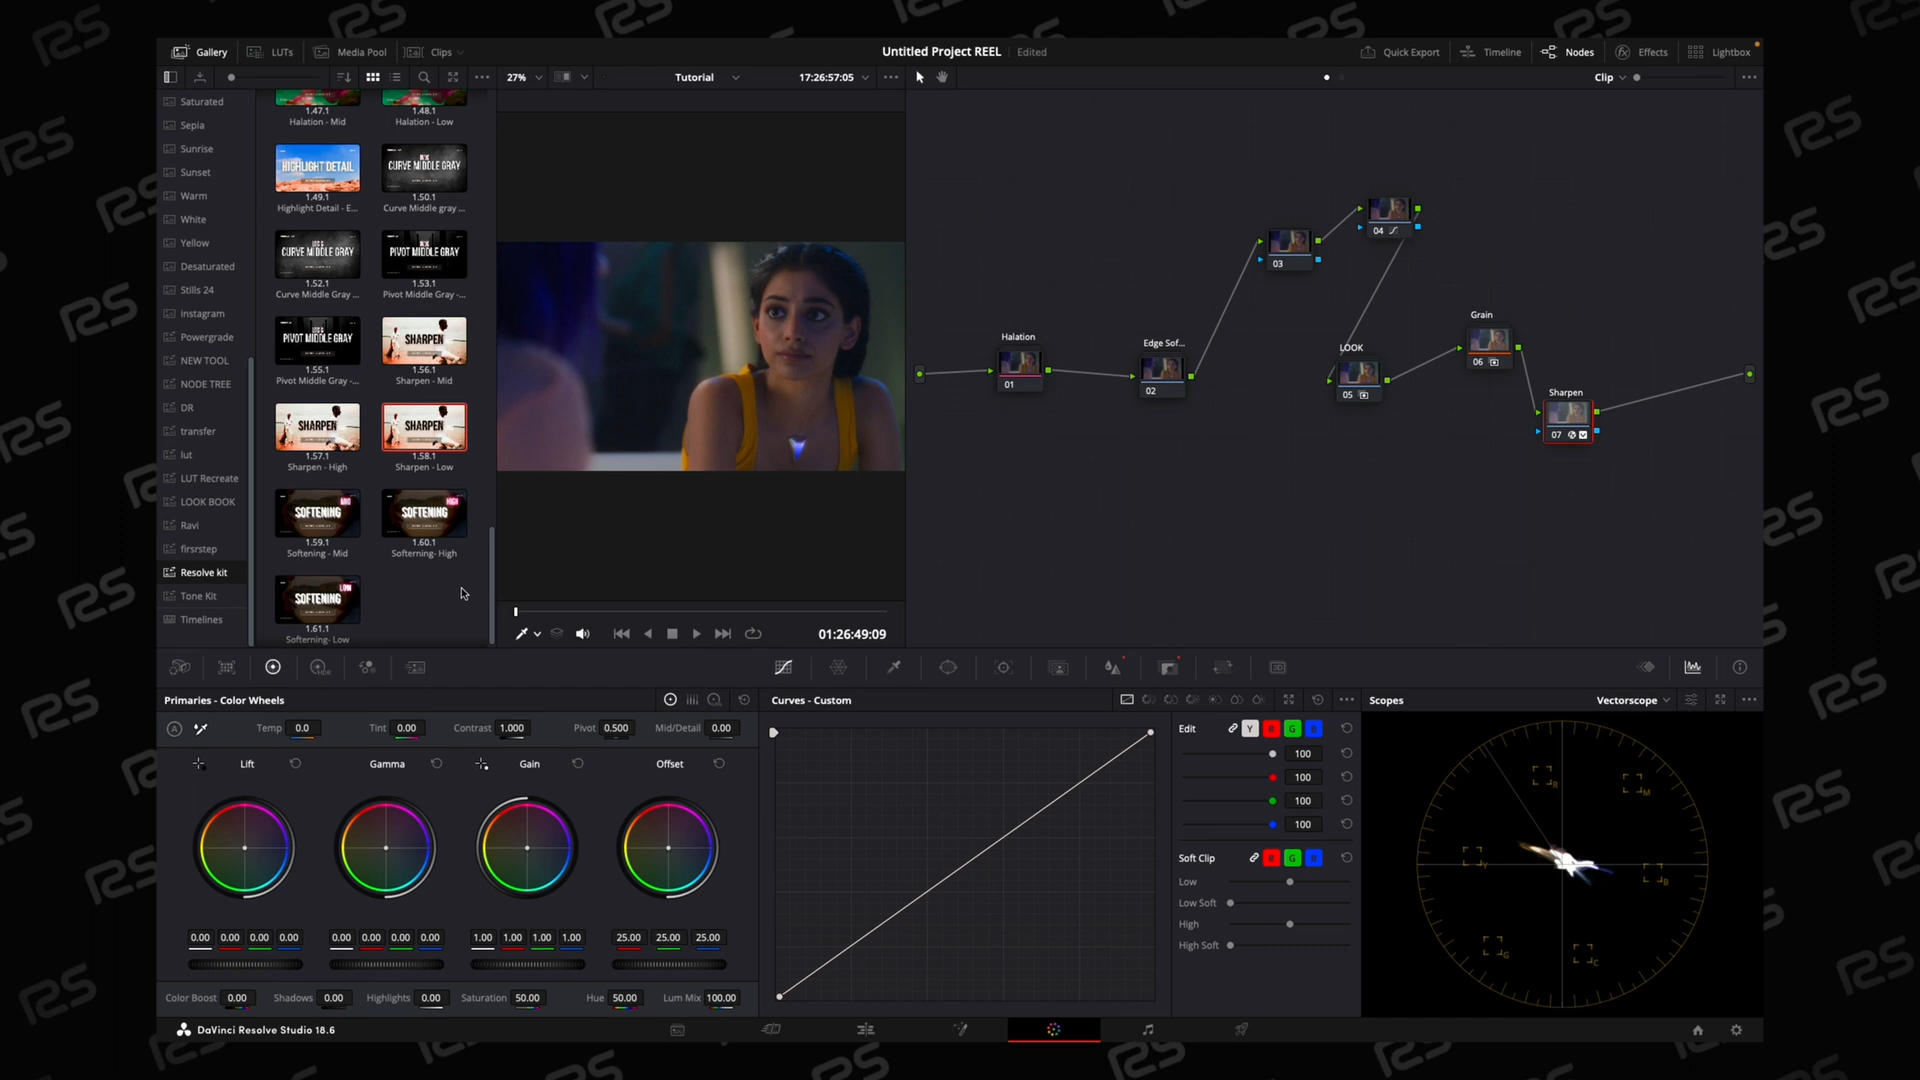 Gallery
LUTs
Media Pool
Clips
Untitled Project REEL
Edited
Quick Export
Timeline
Nodes
Effects
Lightbox
27%
Tutorial
17:26:57:05
Clip
Saturated
Sepia
Sunrise
Sunset
Warm
White
Yellow
Desaturated
Stills 24
instagram
Powergrade
NEW TOOL
NODE TREE
DR
transfer
lut
LUT Recreate
LOOK BOOK
Ravi
firsrstep
Resolve kit
Tone Kit
Timelines
1.47.1
Halation - Mid
1.48.1
Halation - Low
HIGHLIGHT DETAIL
1.49.1
Highlight Detail - E...
CURVE MIDDLE GRAY
1.50.1
Curve Middle gray ...
CURVE MIDDLE GRAY
1.52.1
Curve Middle Gray ...
PIVOT MIDDLE GRAY
1.53.1
Pivot Middle Gray -...
PIVOT MIDDLE GRAY
1.55.1
Pivot Middle Gray -...
SHARPEN
1.56.1
Sharpen - Mid
SHARPEN
1.57.1
Sharpen - High
SHARPEN
1.58.1
Sharpen - Low
MID
SOFTENING
1.59.1
Softening - Mid
HIGH
SOFTENING
1.60.1
Softerning- High
LOW
SOFTENING
1.61.1
Softerning- Low
01:26:49:09
Halation
01
Edge Sof...
02
03
04
LOOK
05
Grain
06
Sharpen
07
Primaries - Color Wheels
Temp 0.0
Tint 0.00
Contrast 1.000
Pivot 0.500
Mid/Detail 0.00
Lift
Gamma
Gain
Offset
0.00 0.00 0.00 0.00
0.00 0.00 0.00 0.00
1.00 1.00 1.00 1.00
25.00 25.00 25.00
Color Boost 0.00
Shadows 0.00
Highlights 0.00
Saturation 50.00
Hue 50.00
Lum Mix 100.00
Curves - Custom
Edit
Y R G B
100
100
100
100
Soft Clip
R G B
Low
Low Soft
High
High Soft
Scopes
Vectorscope
R
M
Y
B
G
C
DaVinci Resolve Studio 18.6